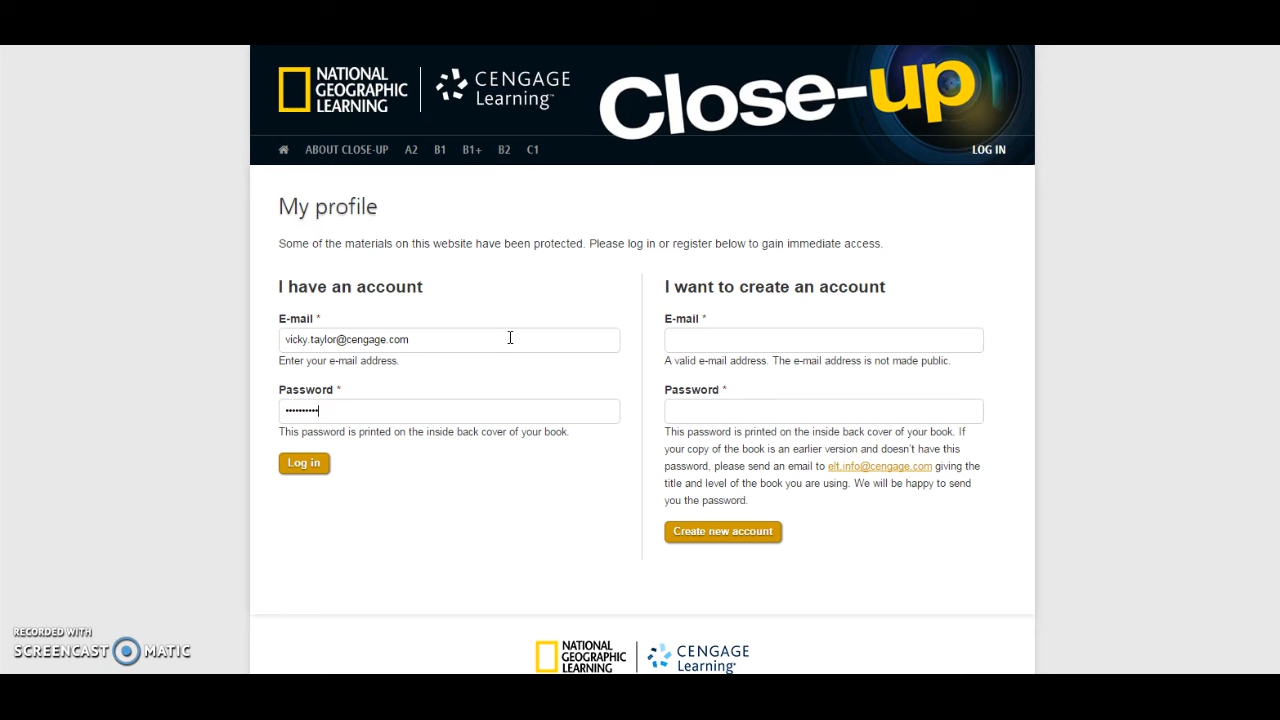 NATIONAL
GEOGRAPHIC
LEARNING
CENGAGE
Learning™
Close-up
ABOUT CLOSE-UP A2 B1 B1+ B2 C1 LOG IN
My profile
Some of the materials on this website have been protected. Please log in or register below to gain immediate access.
I have an account
E-mail *
vicky.taylor@cengage.com
Enter your e-mail address.
Password *
••••••••••
This password is printed on the inside back cover of your book.
Log in
I want to create an account
E-mail *
A valid e-mail address. The e-mail address is not made public.
Password *
This password is printed on the inside back cover of your book. If
your copy of the book is an earlier version and doesn't have this
password, please send an email to elt.info@cengage.com giving the
title and level of the book you are using. We will be happy to send
you the password.
Create new account
RECORDED WITH
SCREENCAST MATIC
NATIONAL
GEOGRAPHIC
LEARNING
CENGAGE
Learning™